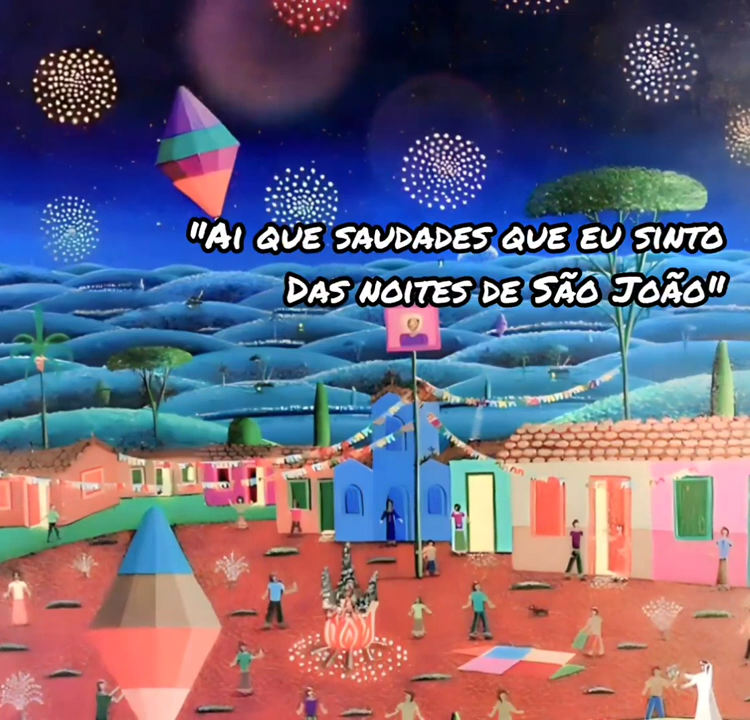 "Ai que saudades que eu sinto
Das noites de São João"